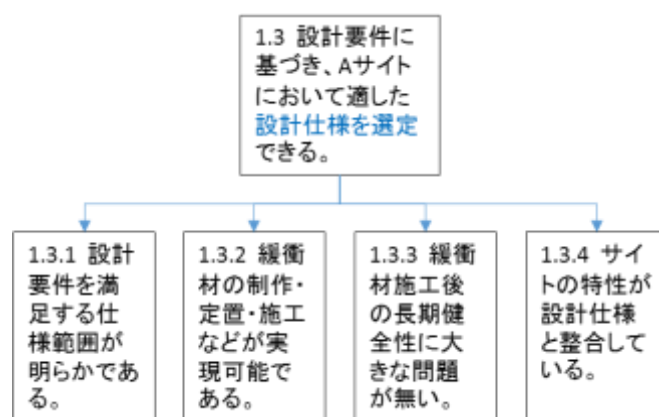 1.3 設計要件に
基づき、Aサイト
において適した
設計仕様を選定
できる。
1.3.1 設計
要件を満
足する仕
様範囲が
明らかであ
る。
1.3.2 緩衝
材の制作・
定置・施工
などが実
現可能で
ある。
1.3.3 緩衝
材施工後
の長期健
全性に大
きな問題
が無い。
1.3.4 サイ
トの特性が
設計仕様
と整合して
いる。